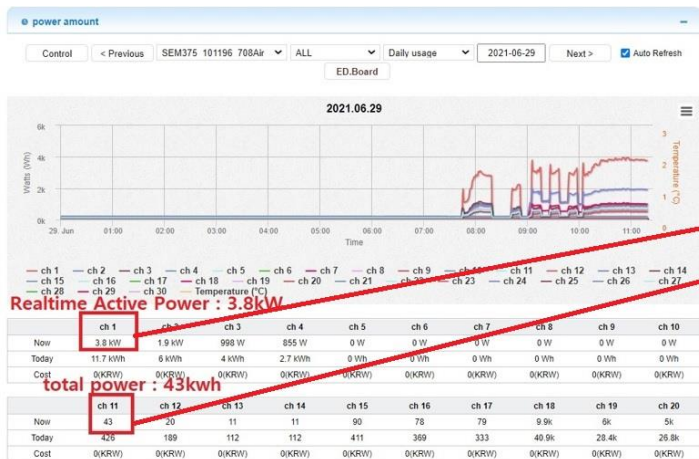 power amount
Control < Previous SEM375 101196 708Air ALL Daily usage 2021-06-29 Next > Auto Refresh
ED.Board
2021.06.29
6k
4k
2k
0k
Watts (Wh)
3
2
1
0
Temperature (°C)
29. Jun 01:00 02:00 03:00 04:00 05:00 06:00 07:00 08:00 09:00 10:00 11:00
Time
ch 1 ch 2 ch 3 ch 4 ch 5 ch 6 ch 7 ch 8 ch 9 ch 10 ch 11 ch 12 ch 13 ch 14
ch 15 ch 16 ch 17 ch 18 ch 19 ch 20 ch 21 ch 23 ch 24 ch 25 ch 26 ch 27
ch 28 ch 29 ch 30 Temperature (°C)
Realtime Active Power : 3.8kW
ch 1 ch 2 ch 3 ch 4 ch 5 ch 6 ch 7 ch 8 ch 9 ch 10
Now 3.8 kW 1.9 kW 998 W 855 W 0 W 0 W 0 W 0 W 0 W 0 W
Today 11.7 kWh 6 kWh 4 kWh 2.7 kWh 0 Wh 0 Wh 0 Wh 0 Wh 0 Wh 0 Wh
Cost 0(KRW) 0(KRW) 0(KRW) 0(KRW) 0(KRW) 0(KRW) 0(KRW) 0(KRW) 0(KRW) 0(KRW)
total power : 43kwh
ch 11 ch 12 ch 13 ch 14 ch 15 ch 16 ch 17 ch 18 ch 19 ch 20
Now 43 20 11 11 90 78 79 9.9k 6k 5k
Today 426 189 112 112 411 369 333 40.9k 28.4k 26.8k
Cost 0(KRW) 0(KRW) 0(KRW) 0(KRW) 0(KRW) 0(KRW) 0(KRW) 0(KRW) 0(KRW) 0(KRW)